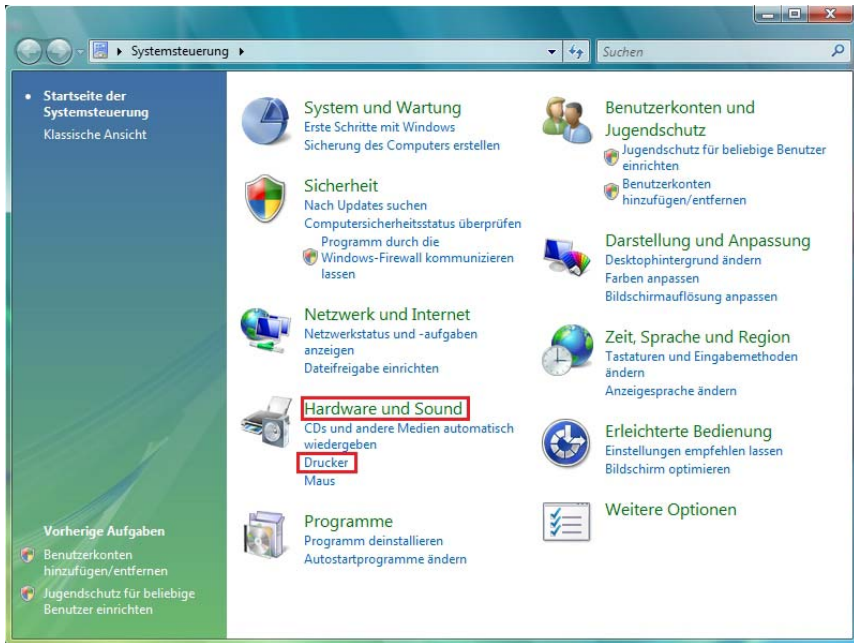 Systemsteuerung
Suchen
Startseite der
Systemsteuerung
Klassische Ansicht
Vorherige Aufgaben
Benutzerkonten
hinzufügen/entfernen
Jugendschutz für beliebige
Benutzer einrichten
System und Wartung
Erste Schritte mit Windows
Sicherung des Computers erstellen
Sicherheit
Nach Updates suchen
Computersicherheitsstatus überprüfen
Programm durch die
Windows-Firewall kommunizieren
lassen
Netzwerk und Internet
Netzwerkstatus und -aufgaben
anzeigen
Dateifreigabe einrichten
Hardware und Sound
CDs und andere Medien automatisch
wiedergeben
Drucker
Maus
Programme
Programm deinstallieren
Autostartprogramme ändern
Benutzerkonten und
Jugendschutz
Jugendschutz für beliebige Benutzer
einrichten
Benutzerkonten
hinzufügen/entfernen
Darstellung und Anpassung
Desktophintergrund ändern
Farben anpassen
Bildschirmauflösung anpassen
Zeit, Sprache und Region
Tastaturen und Eingabemethoden
ändern
Anzeigesprache ändern
Erleichterte Bedienung
Einstellungen empfehlen lassen
Bildschirm optimieren
Weitere Optionen